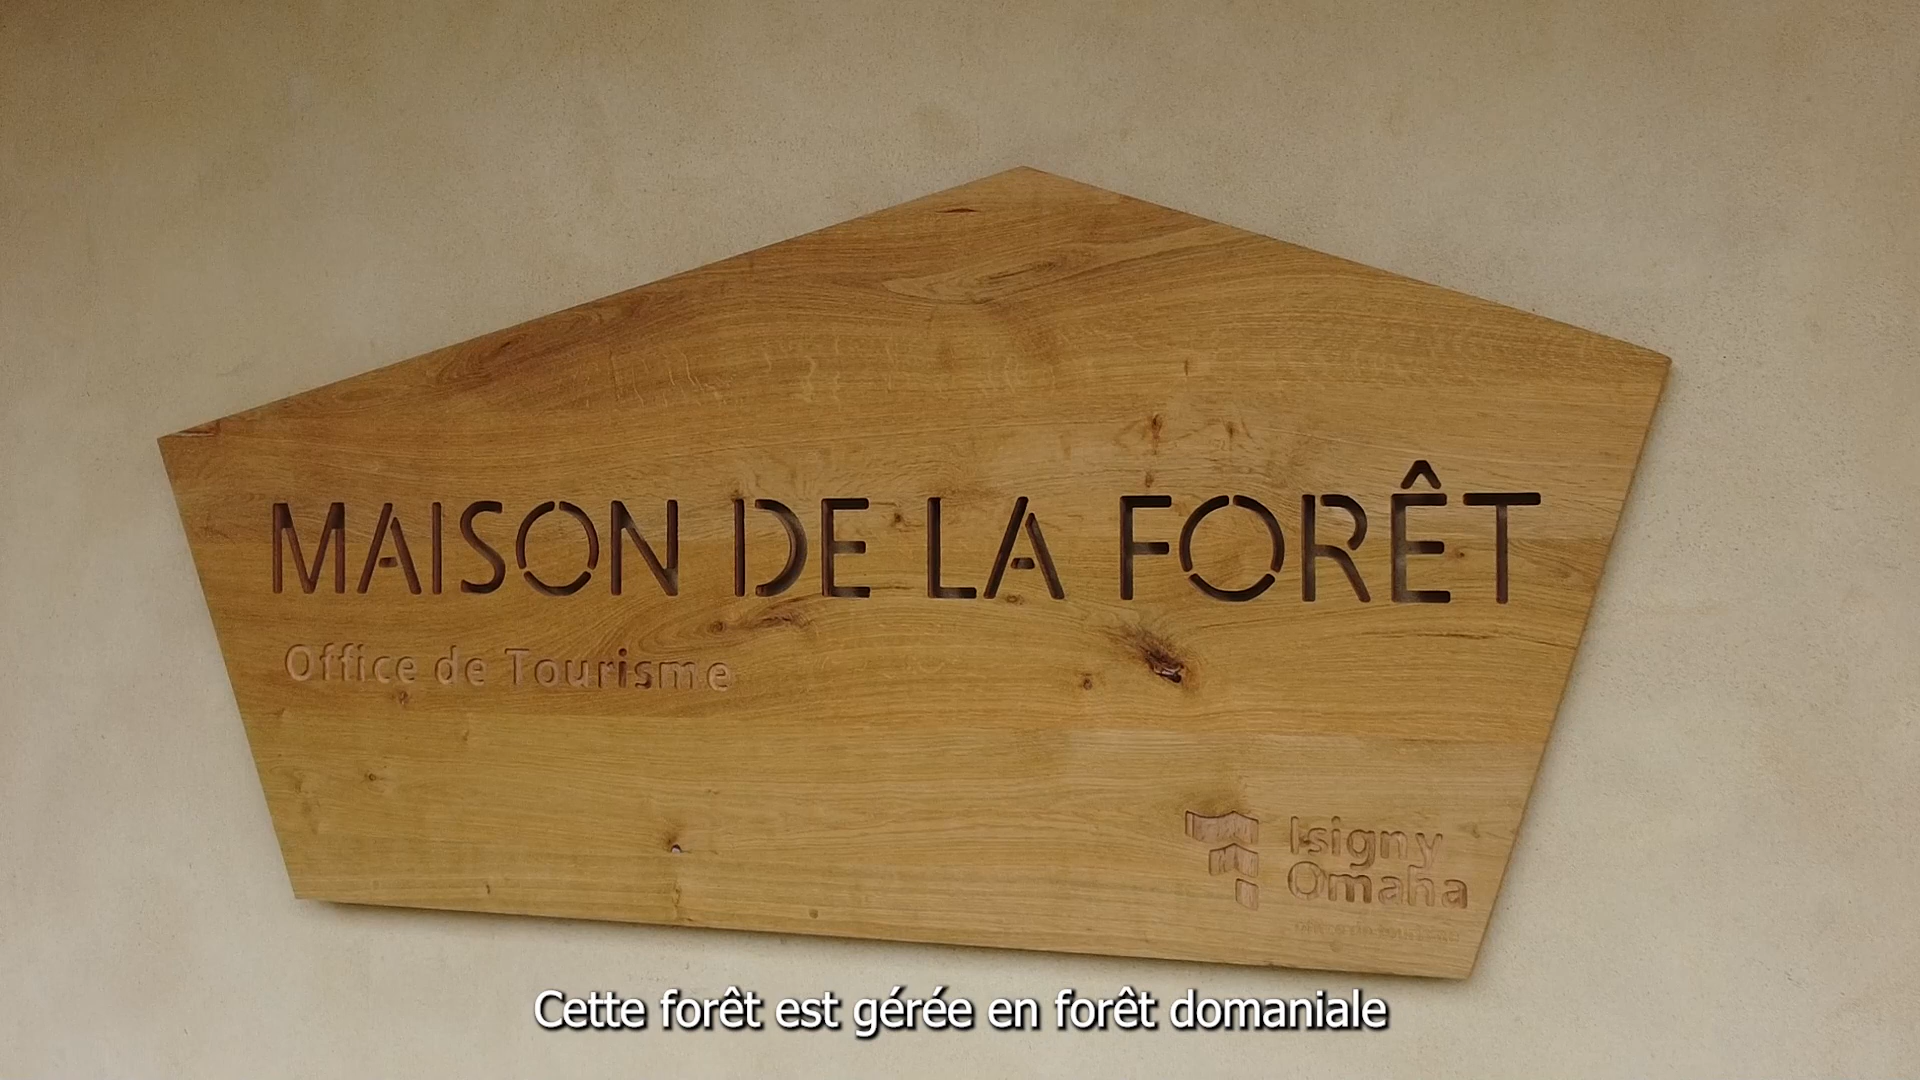 MAISON DE LA FORÊT
Office de Tourisme
Isigny
Omaha
Cette forêt est gérée en forêt domaniale